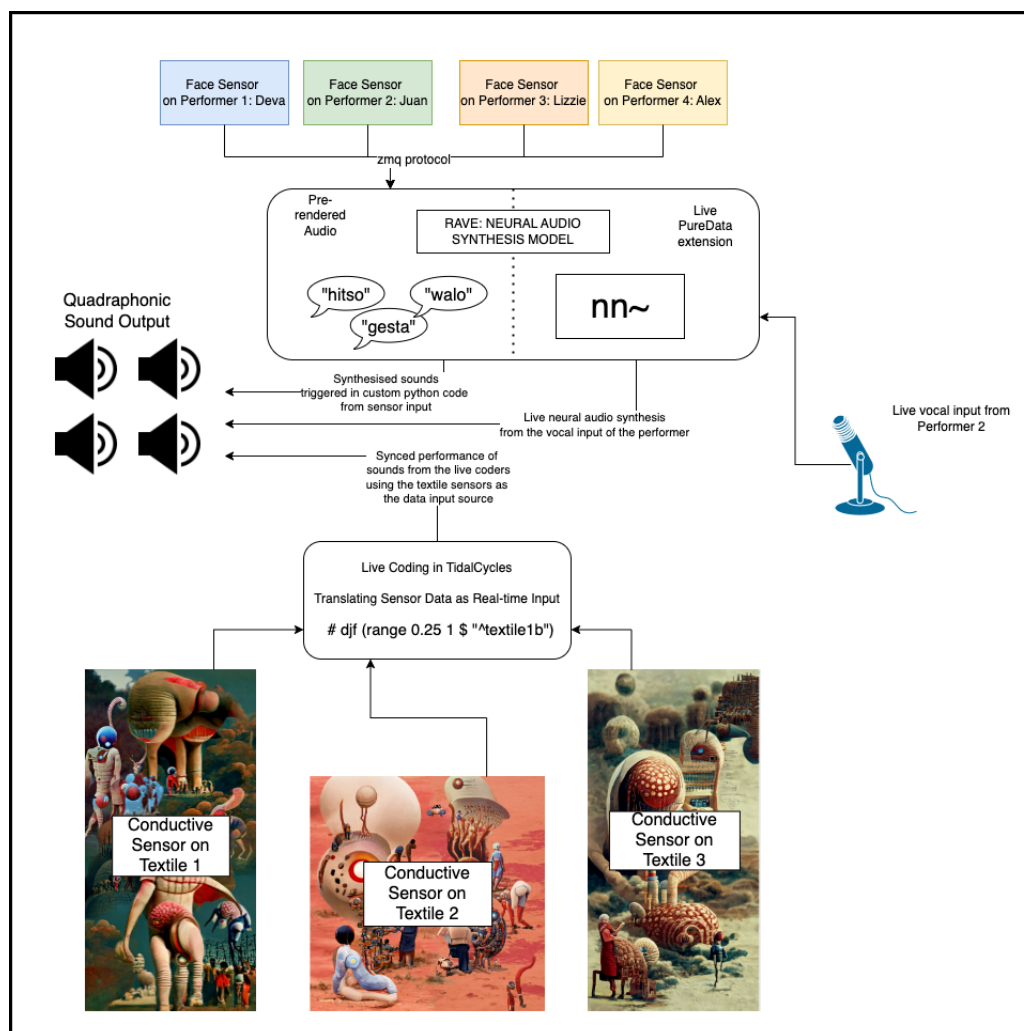 Face Sensor
on Performer 1: Deva
Face Sensor
on Performer 2: Juan
Face Sensor
on Performer 3: Lizzie
Face Sensor
on Performer 4: Alex
zmq protocol
Pre-
rendered
Audio
RAVE: NEURAL AUDIO
SYNTHESIS MODEL
Live
PureData
extension
"hitso"
"walo"
"gesta"
nn~
Quadraphonic
Sound Output
Synthesised sounds
triggered in custom python code
from sensor input
Live neural audio synthesis
from the vocal input of the performer
Live vocal input from
Performer 2
Synced performance of
sounds from the live coders
using the textile sensors as
the data input source
Live Coding in TidalCycles
Translating Sensor Data as Real-time Input
# djf (range 0.25 1 $ "^textile1b")
Conductive
Sensor on
Textile 1
Conductive
Sensor on
Textile 2
Conductive
Sensor on
Textile 3